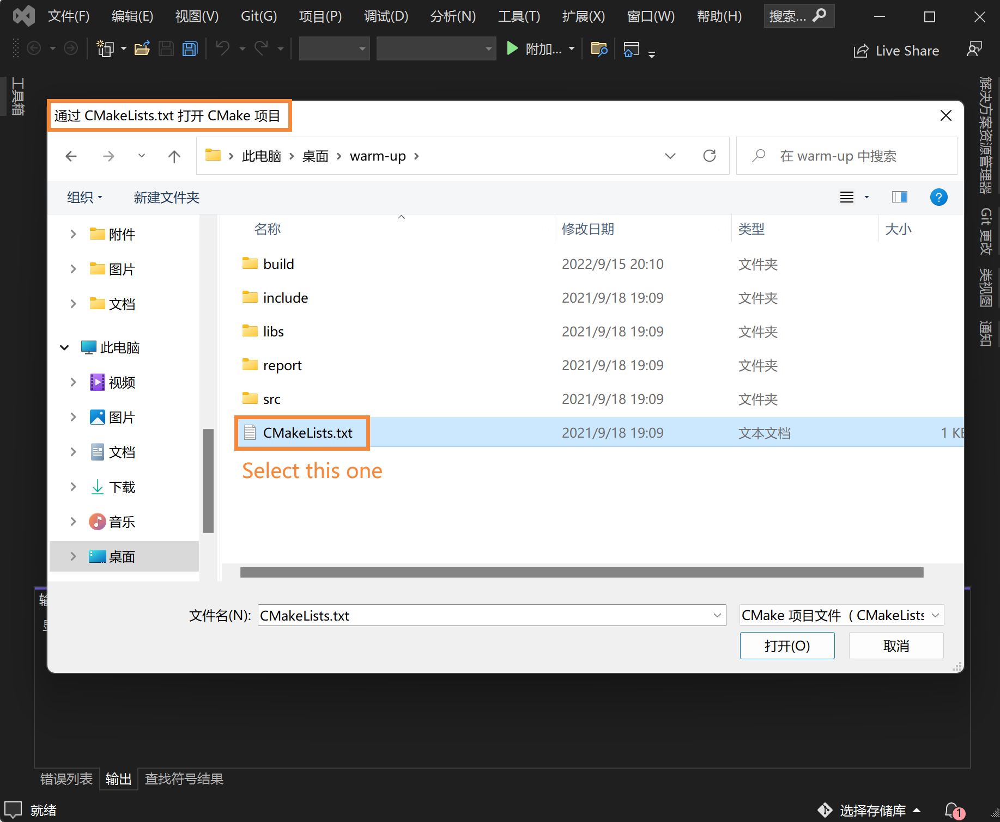 文件(F) 编辑(E) 视图(V) Git(G) 项目(P) 调试(D) 分析(N) 工具(T) 扩展(X) 窗口(W) 帮助(H) 搜索...
附加... Live Share
工具箱
通过 CMakeLists.txt 打开 CMake 项目
此电脑 桌面 warm-up 在 warm-up 中搜索
组织 新建文件夹 ?
名称 修改日期 类型 大小
附件
图片
文档
此电脑
视频
图片
文档
下载
音乐
桌面
build 2022/9/15 20:10 文件夹
include 2021/9/18 19:09 文件夹
libs 2021/9/18 19:09 文件夹
report 2021/9/18 19:09 文件夹
src 2021/9/18 19:09 文件夹
CMakeLists.txt 2021/9/18 19:09 文本文档 1 KB
Select this one
文件名(N): CMakeLists.txt CMake 项目文件 ( CMakeLists
打开(O) 取消
解决方案资源管理器
Git 更改
类视图
通知
错误列表 输出 查找符号结果
就绪 选择存储库 1